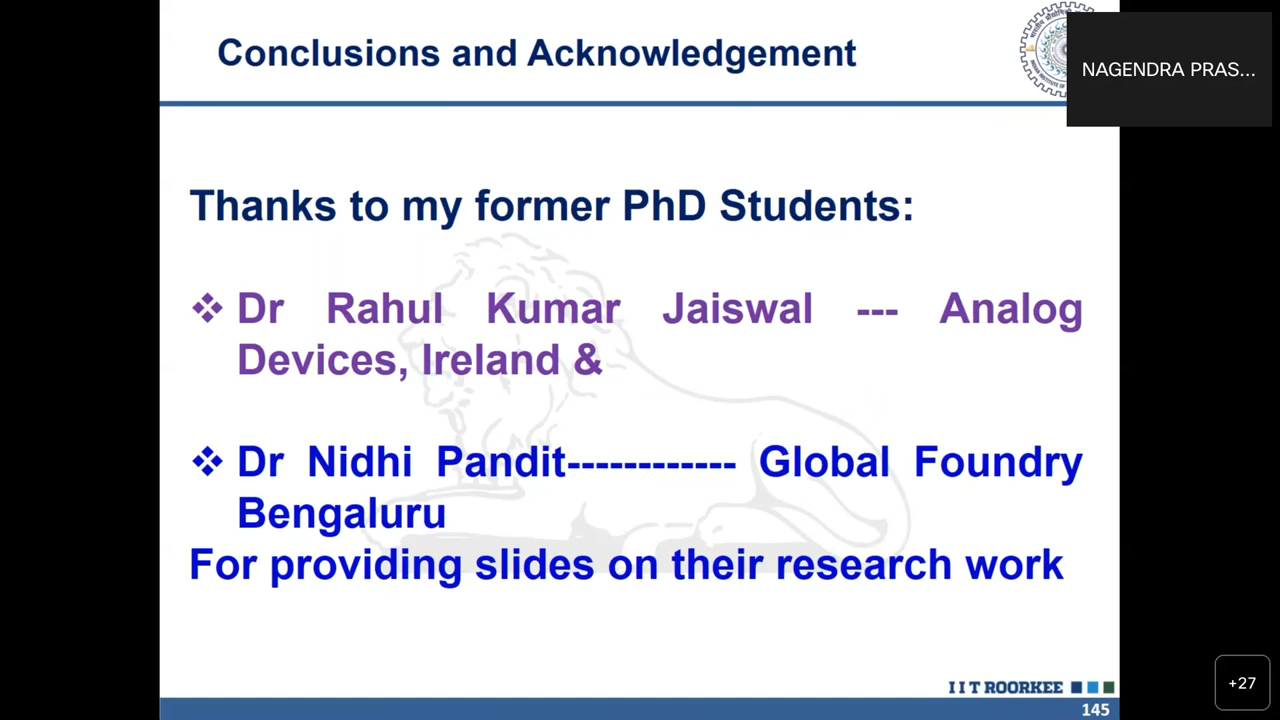 Conclusions and Acknowledgement
NAGENDRA PRAS...
Thanks to my former PhD Students:
❖ Dr Rahul Kumar Jaiswal --- Analog
Devices, Ireland &
❖ Dr Nidhi Pandit------------ Global Foundry
Bengaluru
For providing slides on their research work
I I T ROORKEE
145
+27